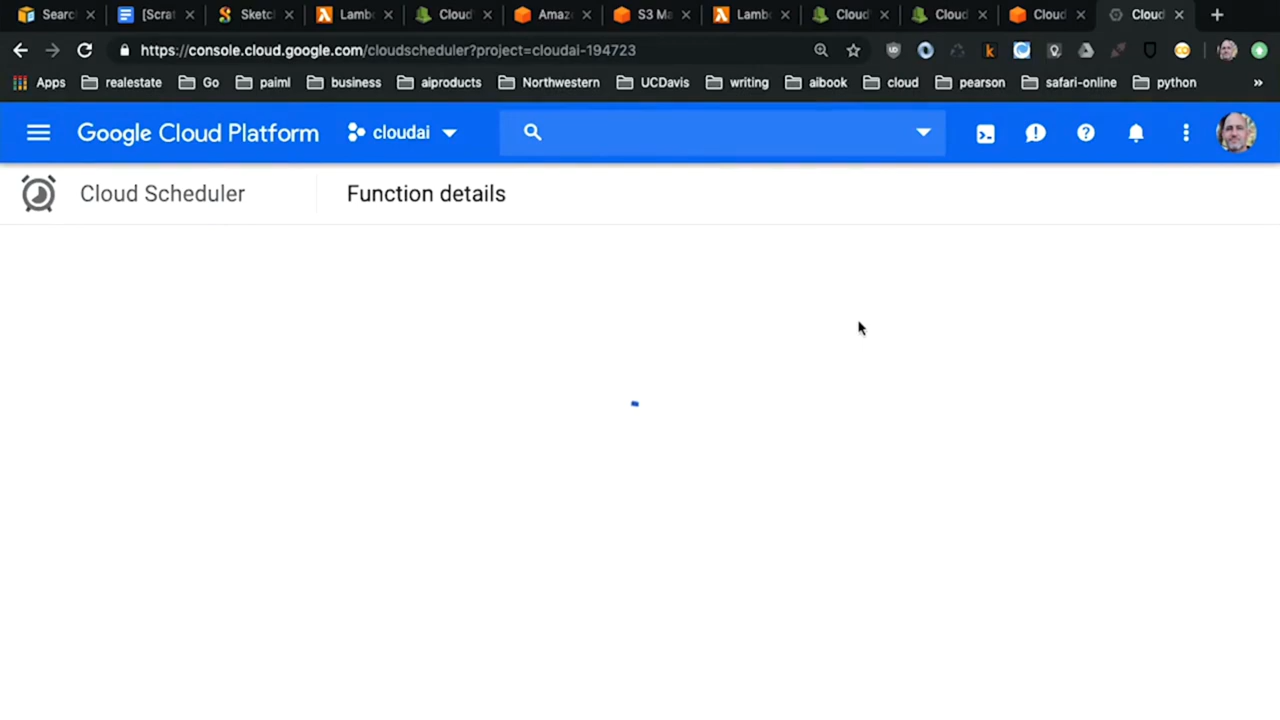 Searc [Scrat Sketc Lambd Cloud Amaz S3 Ma Lambd Cloud Cloud Cloud Cloud
https://console.cloud.google.com/cloudscheduler?project=cloudai-194723
Apps realestate Go paiml business aiproducts Northwestern UCDavis writing aibook cloud pearson safari-online python »
Google Cloud Platform cloudai
Cloud Scheduler Function details